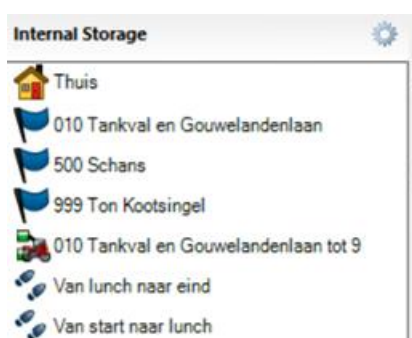 Internal Storage
Thuis
010 Tankval en Gouwelandenlaan
500 Schans
999 Ton Kootsingel
010 Tankval en Gouwelandenlaan tot 9
Van lunch naar eind
Van start naar lunch